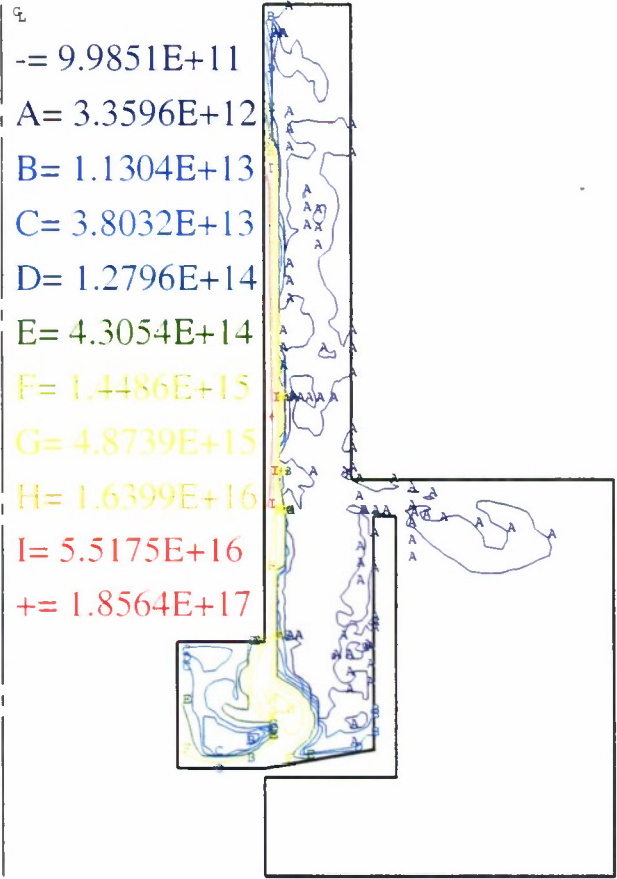 CL
-= 9.9851E+11
A= 3.3596E+12
B= 1.1304E+13
C= 3.8032E+13
D= 1.2796E+14
E= 4.3054E+14
F= 1.4486E+15
G= 4.8739E+15
H= 1.6399E+16
I= 5.5175E+16
+= 1.8564E+17